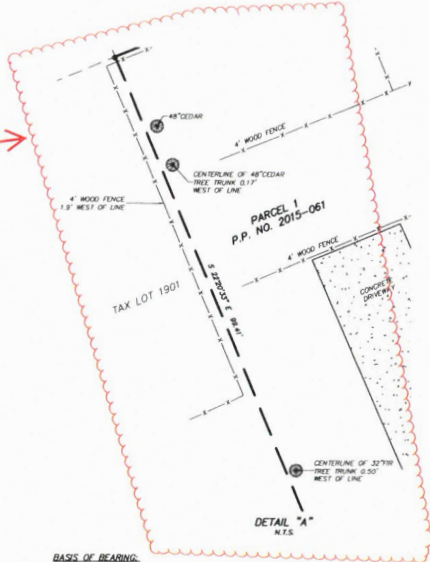 48"CEDAR
4' WOOD FENCE
CENTERLINE OF 48"CEDAR
TREE TRUNK 0.17'
WEST OF LINE
4' WOOD FENCE
1.9' WEST OF LINE
PARCEL 1
P.P. NO. 2015-061
4' WOOD FENCE
S 22°20'33" E 99.41'
TAX LOT 1901
CONCRETE
DRIVEWAY
CENTERLINE OF 32"FIR
TREE TRUNK 0.50'
WEST OF LINE
DETAIL "A"
N.T.S.
BASIS OF BEARING: